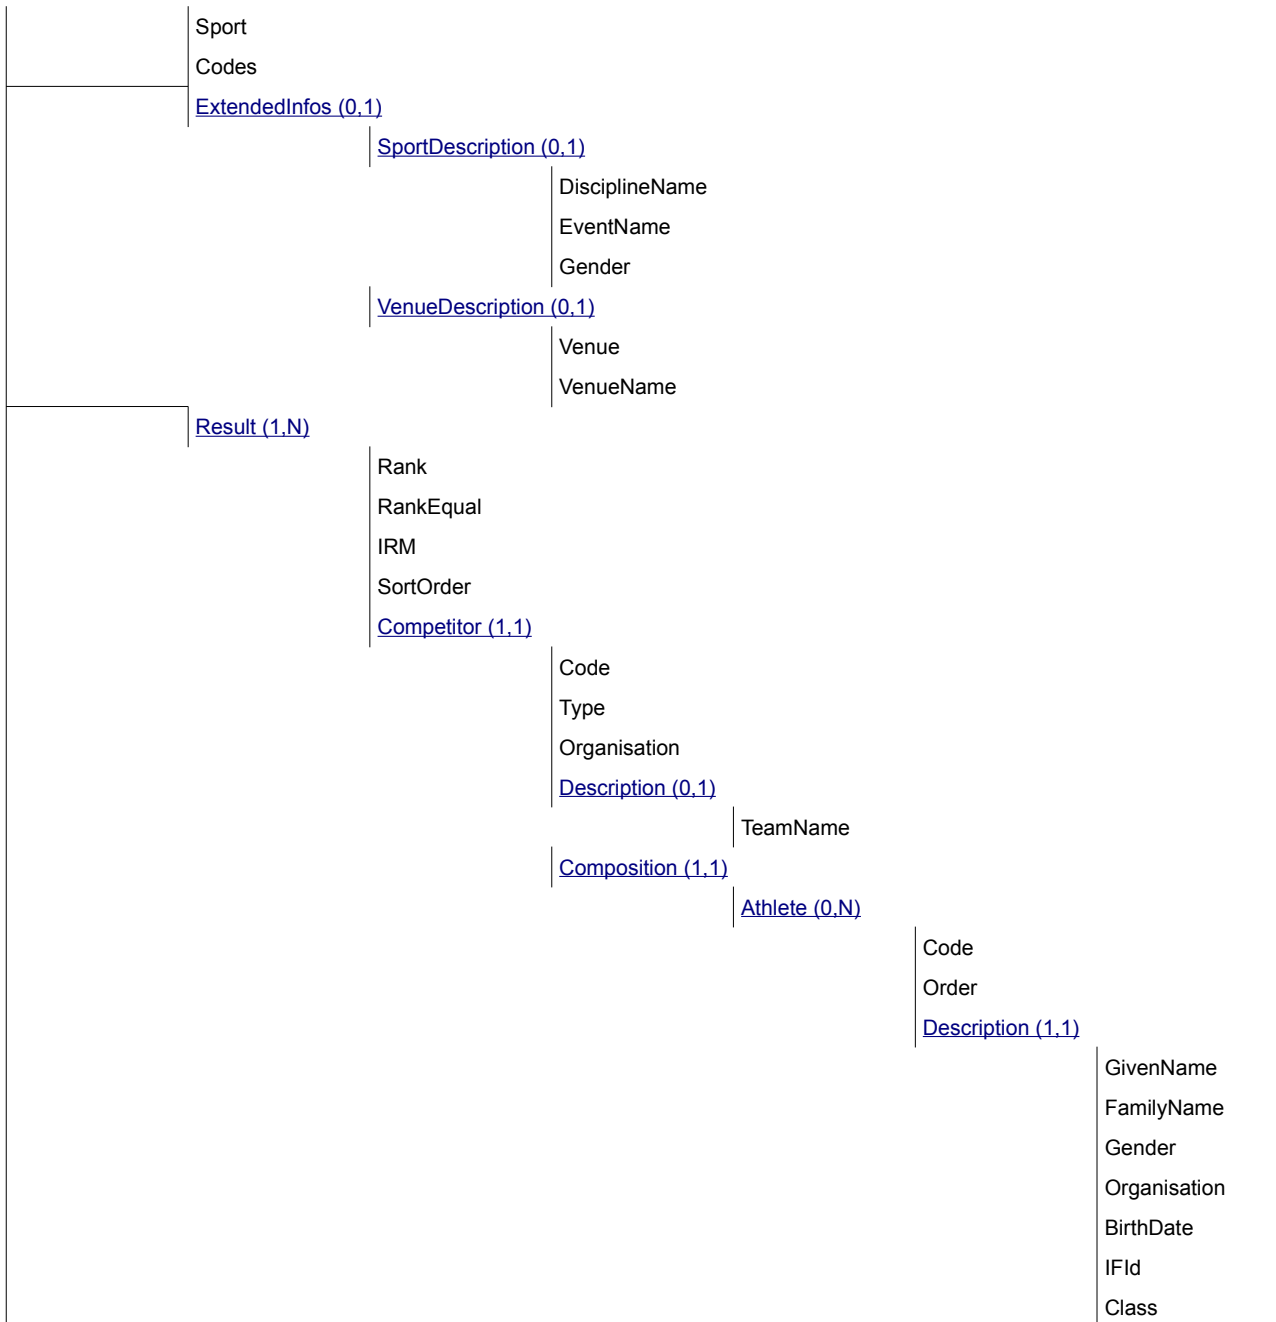 Sport
Codes
ExtendedInfos (0,1)
SportDescription (0,1)
DisciplineName
EventName
Gender
VenueDescription (0,1)
Venue
VenueName
Result (1,N)
Rank
RankEqual
IRM
SortOrder
Competitor (1,1)
Code
Type
Organisation
Description (0,1)
TeamName
Composition (1,1)
Athlete (0,N)
Code
Order
Description (1,1)
GivenName
FamilyName
Gender
Organisation
BirthDate
IFId
Class